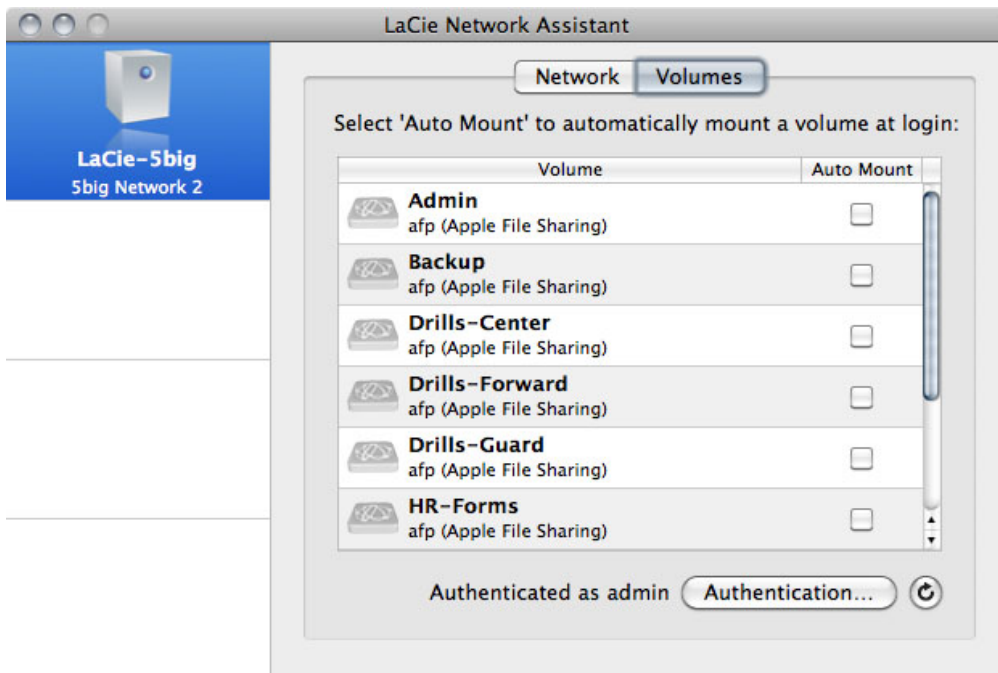 LaCie Network Assistant
LaCie-5big
5big Network 2
Network
Volumes
Select 'Auto Mount' to automatically mount a volume at login:
Volume
Auto Mount
Admin
afp (Apple File Sharing)
Backup
afp (Apple File Sharing)
Drills-Center
afp (Apple File Sharing)
Drills-Forward
afp (Apple File Sharing)
Drills-Guard
afp (Apple File Sharing)
HR-Forms
afp (Apple File Sharing)
Authenticated as admin
Authentication...